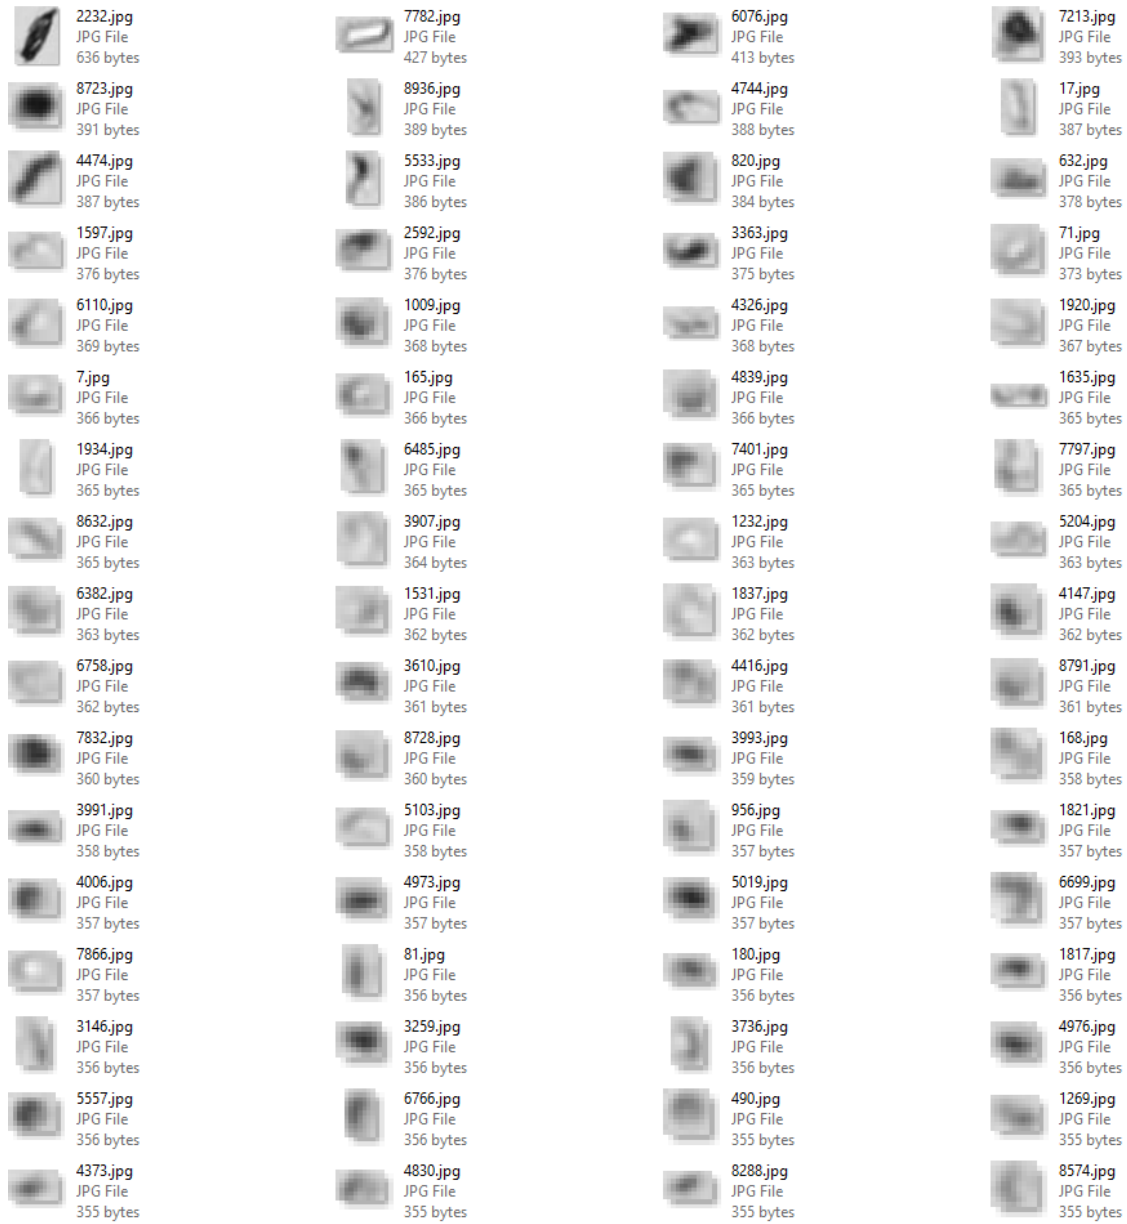 2232.jpg
JPG File
636 bytes
7782.jpg
JPG File
427 bytes
6076.jpg
JPG File
413 bytes
7213.jpg
JPG File
393 bytes
8723.jpg
JPG File
391 bytes
8936.jpg
JPG File
389 bytes
4744.jpg
JPG File
388 bytes
17.jpg
JPG File
387 bytes
4474.jpg
JPG File
387 bytes
5533.jpg
JPG File
386 bytes
820.jpg
JPG File
384 bytes
632.jpg
JPG File
378 bytes
1597.jpg
JPG File
376 bytes
2592.jpg
JPG File
376 bytes
3363.jpg
JPG File
375 bytes
71.jpg
JPG File
373 bytes
6110.jpg
JPG File
369 bytes
1009.jpg
JPG File
368 bytes
4326.jpg
JPG File
368 bytes
1920.jpg
JPG File
367 bytes
7.jpg
JPG File
366 bytes
165.jpg
JPG File
366 bytes
4839.jpg
JPG File
366 bytes
1635.jpg
JPG File
365 bytes
1934.jpg
JPG File
365 bytes
6485.jpg
JPG File
365 bytes
7401.jpg
JPG File
365 bytes
7797.jpg
JPG File
365 bytes
8632.jpg
JPG File
365 bytes
3907.jpg
JPG File
364 bytes
1232.jpg
JPG File
363 bytes
5204.jpg
JPG File
363 bytes
6382.jpg
JPG File
363 bytes
1531.jpg
JPG File
362 bytes
1837.jpg
JPG File
362 bytes
4147.jpg
JPG File
362 bytes
6758.jpg
JPG File
362 bytes
3610.jpg
JPG File
361 bytes
4416.jpg
JPG File
361 bytes
8791.jpg
JPG File
361 bytes
7832.jpg
JPG File
360 bytes
8728.jpg
JPG File
360 bytes
3993.jpg
JPG File
359 bytes
168.jpg
JPG File
358 bytes
3991.jpg
JPG File
358 bytes
5103.jpg
JPG File
358 bytes
956.jpg
JPG File
357 bytes
1821.jpg
JPG File
357 bytes
4006.jpg
JPG File
357 bytes
4973.jpg
JPG File
357 bytes
5019.jpg
JPG File
357 bytes
6699.jpg
JPG File
357 bytes
7866.jpg
JPG File
357 bytes
81.jpg
JPG File
356 bytes
180.jpg
JPG File
356 bytes
1817.jpg
JPG File
356 bytes
3146.jpg
JPG File
356 bytes
3259.jpg
JPG File
356 bytes
3736.jpg
JPG File
356 bytes
4976.jpg
JPG File
356 bytes
5557.jpg
JPG File
356 bytes
6766.jpg
JPG File
356 bytes
490.jpg
JPG File
355 bytes
1269.jpg
JPG File
355 bytes
4373.jpg
JPG File
355 bytes
4830.jpg
JPG File
355 bytes
8288.jpg
JPG File
355 bytes
8574.jpg
JPG File
355 bytes